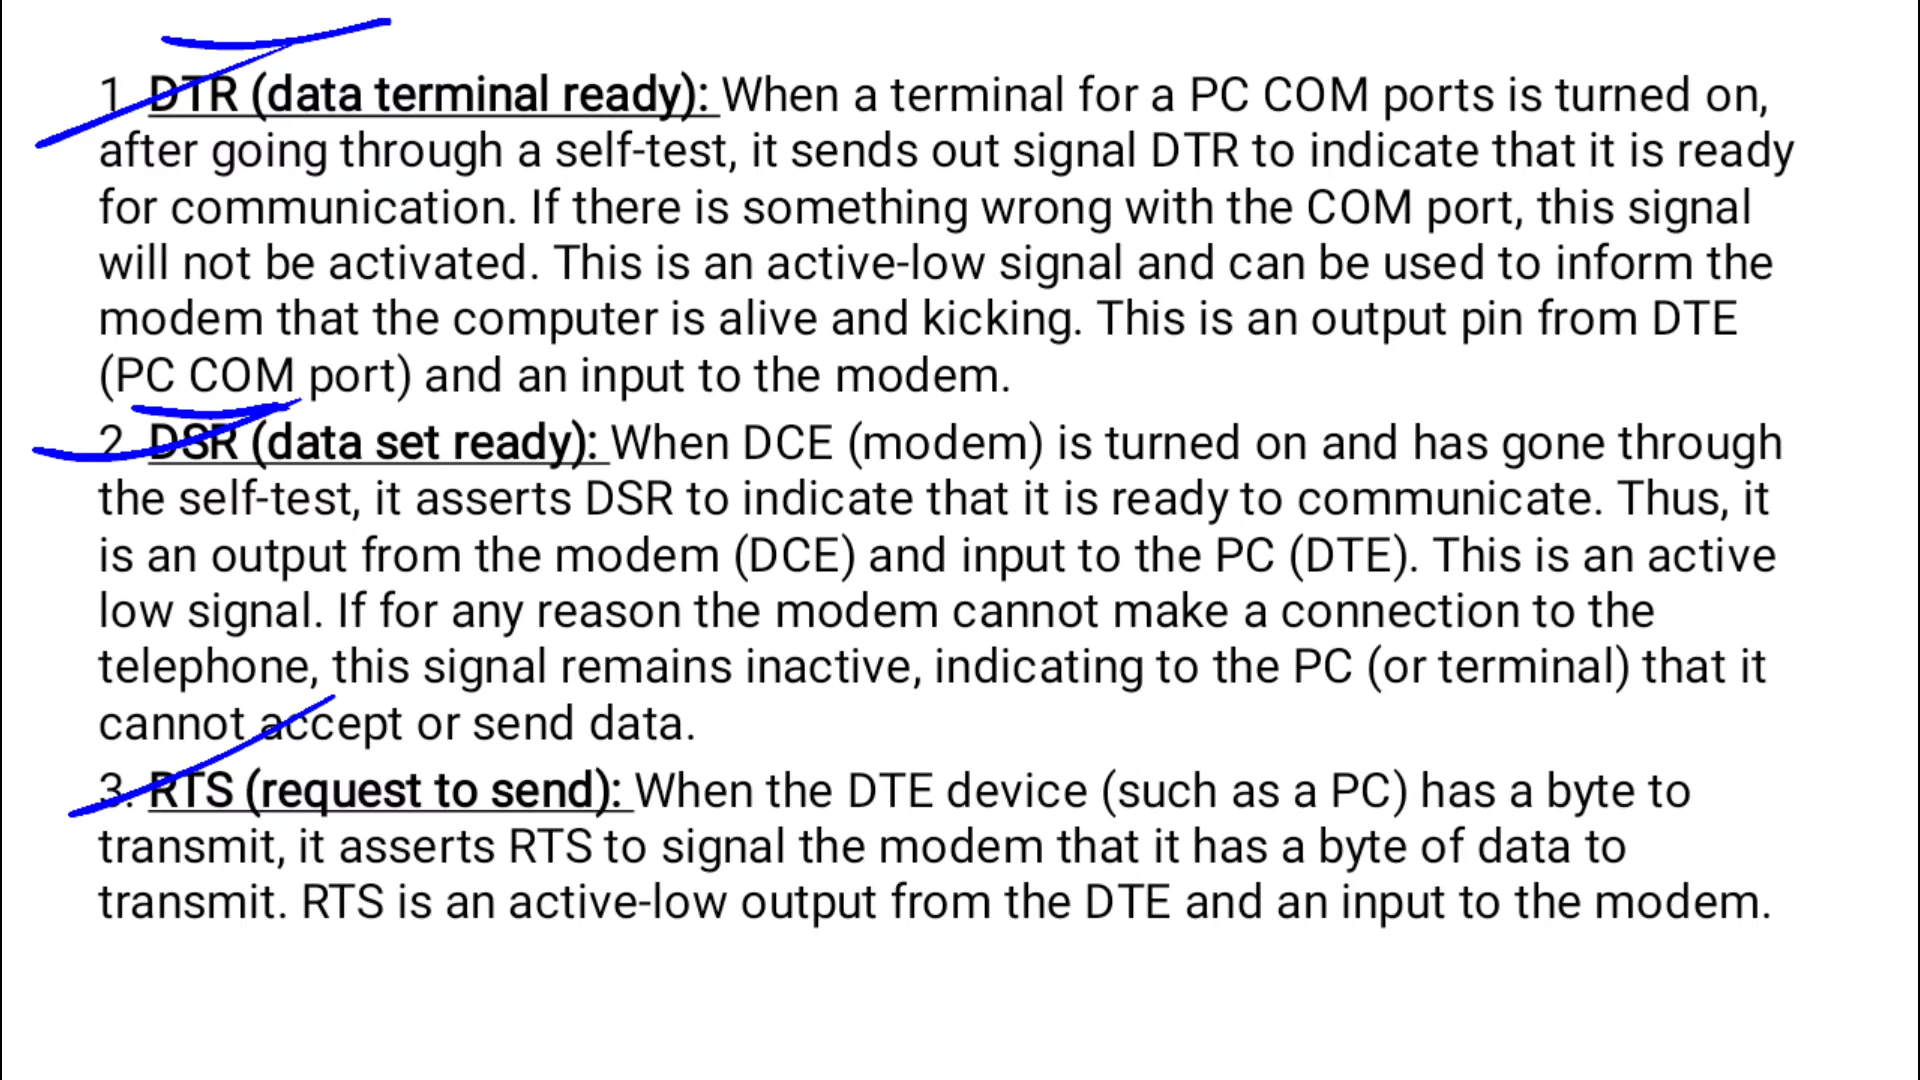 1. DTR (data terminal ready): When a terminal for a PC COM ports is turned on,
after going through a self-test, it sends out signal DTR to indicate that it is ready
for communication. If there is something wrong with the COM port, this signal
will not be activated. This is an active-low signal and can be used to inform the
modem that the computer is alive and kicking. This is an output pin from DTE
(PC COM port) and an input to the modem.
2. DSR (data set ready): When DCE (modem) is turned on and has gone through
the self-test, it asserts DSR to indicate that it is ready to communicate. Thus, it
is an output from the modem (DCE) and input to the PC (DTE). This is an active
low signal. If for any reason the modem cannot make a connection to the
telephone, this signal remains inactive, indicating to the PC (or terminal) that it
cannot accept or send data.
3. RTS (request to send): When the DTE device (such as a PC) has a byte to
transmit, it asserts RTS to signal the modem that it has a byte of data to
transmit. RTS is an active-low output from the DTE and an input to the modem.